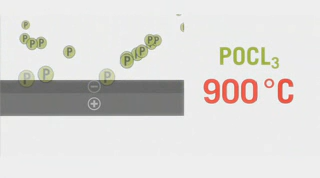 P
P P P
P
P P P P P
P P P
POCL₃
900 °C
−
+